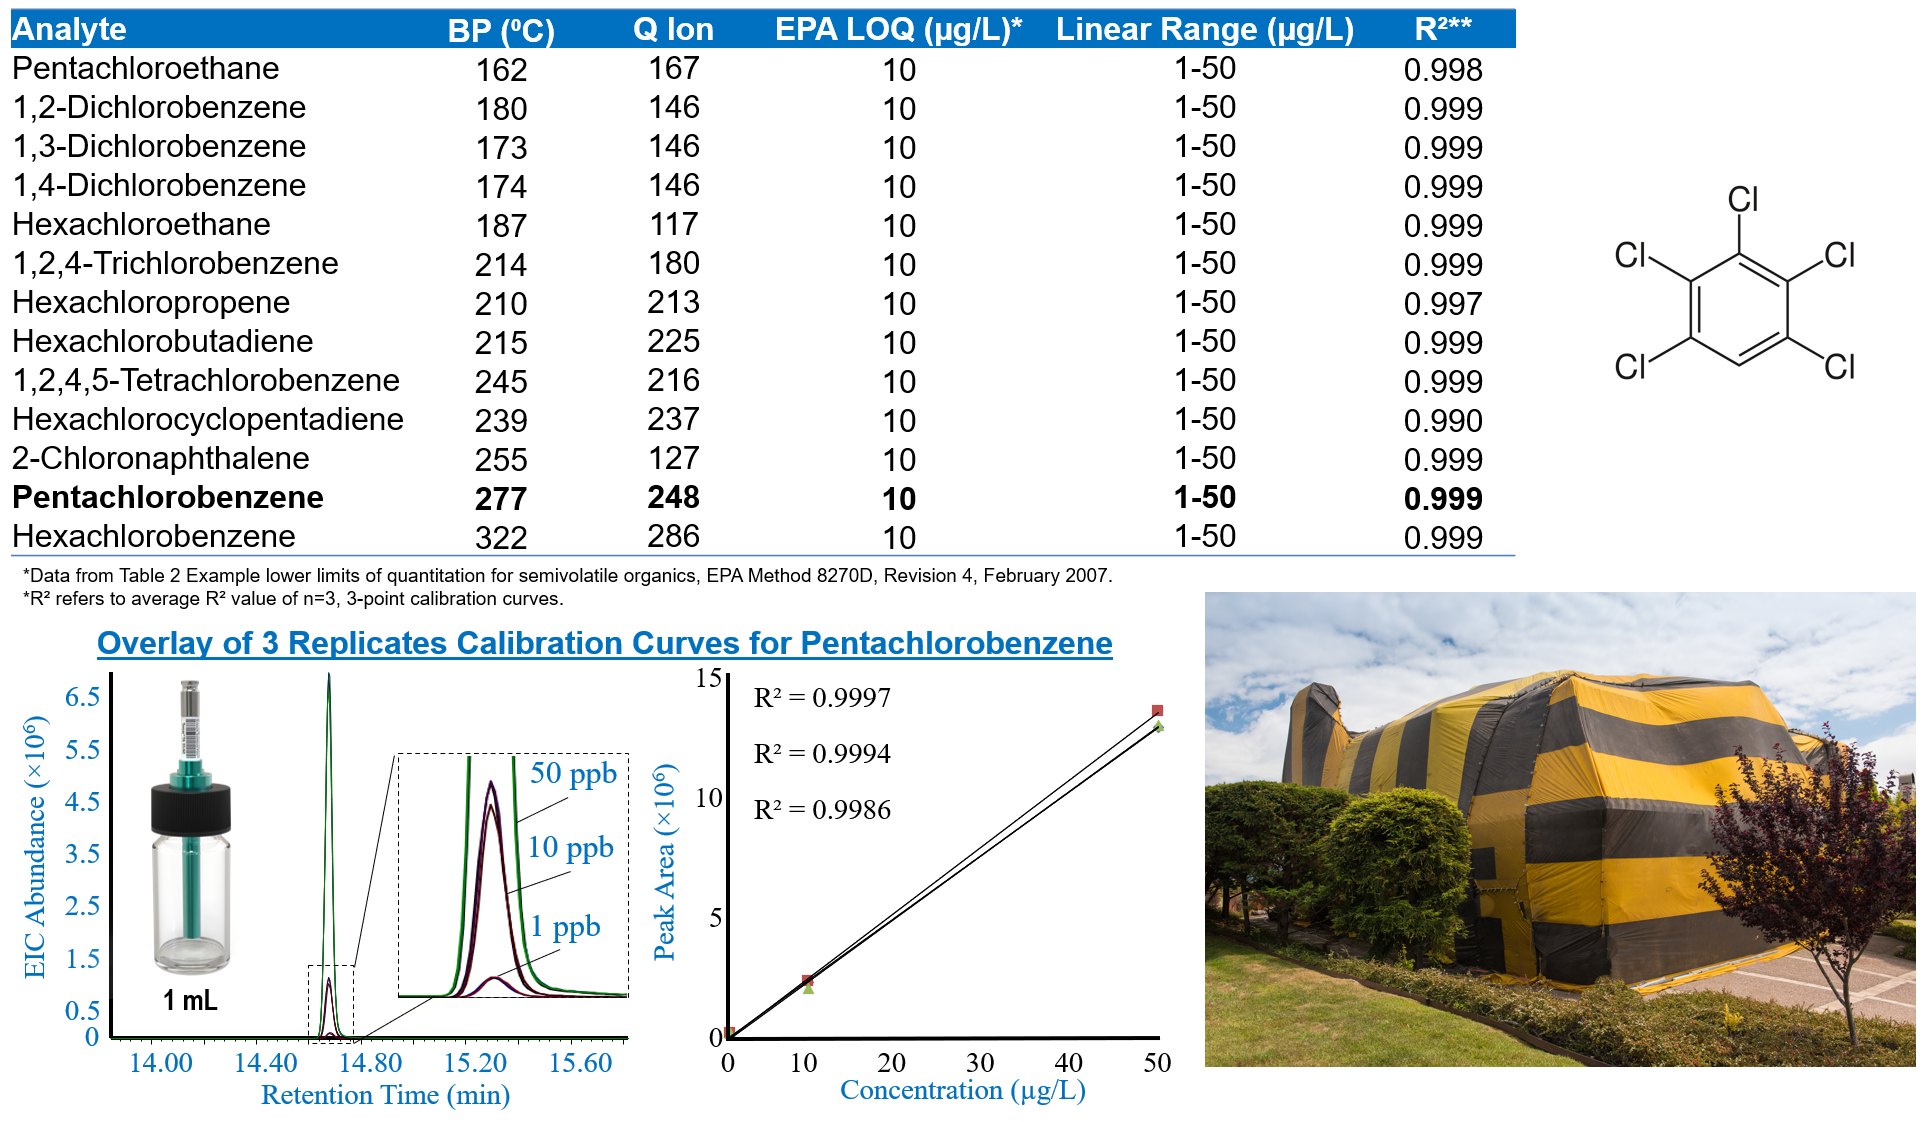 Analyte BP (⁰C) Q Ion EPA LOQ (µg/L)* Linear Range (µg/L) R²**
Pentachloroethane 162 167 10 1-50 0.998
1,2-Dichlorobenzene 180 146 10 1-50 0.999
1,3-Dichlorobenzene 173 146 10 1-50 0.999
1,4-Dichlorobenzene 174 146 10 1-50 0.999
Hexachloroethane 187 117 10 1-50 0.999
1,2,4-Trichlorobenzene 214 180 10 1-50 0.999
Hexachloropropene 210 213 10 1-50 0.997
Hexachlorobutadiene 215 225 10 1-50 0.999
1,2,4,5-Tetrachlorobenzene 245 216 10 1-50 0.999
Hexachlorocyclopentadiene 239 237 10 1-50 0.990
2-Chloronaphthalene 255 127 10 1-50 0.999
Pentachlorobenzene 277 248 10 1-50 0.999
Hexachlorobenzene 322 286 10 1-50 0.999
*Data from Table 2 Example lower limits of quantitation for semivolatile organics, EPA Method 8270D, Revision 4, February 2007.
*R² refers to average R² value of n=3, 3-point calibration curves.
Cl
Cl Cl
Cl Cl
Overlay of 3 Replicates Calibration Curves for Pentachlorobenzene
EIC Abundance (×10⁶)
6.5
5.5
4.5
3.5
2.5
1.5
0.5
0
1 mL
50 ppb
10 ppb
1 ppb
14.00 14.40 14.80 15.20 15.60
Retention Time (min)
Peak Area (×10⁶)
15
10
5
0
R² = 0.9997
R² = 0.9994
R² = 0.9986
0 10 20 30 40 50
Concentration (µg/L)